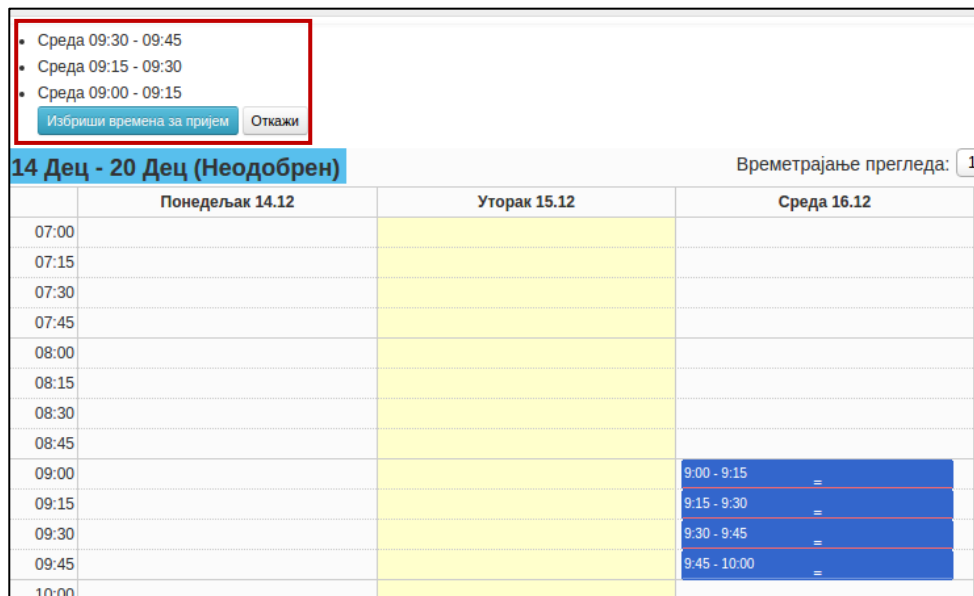 Среда 09:30 - 09:45
Среда 09:15 - 09:30
Среда 09:00 - 09:15
Избриши времена за пријем Откажи
14 Дец - 20 Дец (Неодобрен) Времетрајање прегледа: 1
Понедељак 14.12 Уторак 15.12 Среда 16.12
07:00
07:15
07:30
07:45
08:00
08:15
08:30
08:45
09:00 9:00 - 9:15
09:15 9:15 - 9:30
09:30 9:30 - 9:45
09:45 9:45 - 10:00
10:00